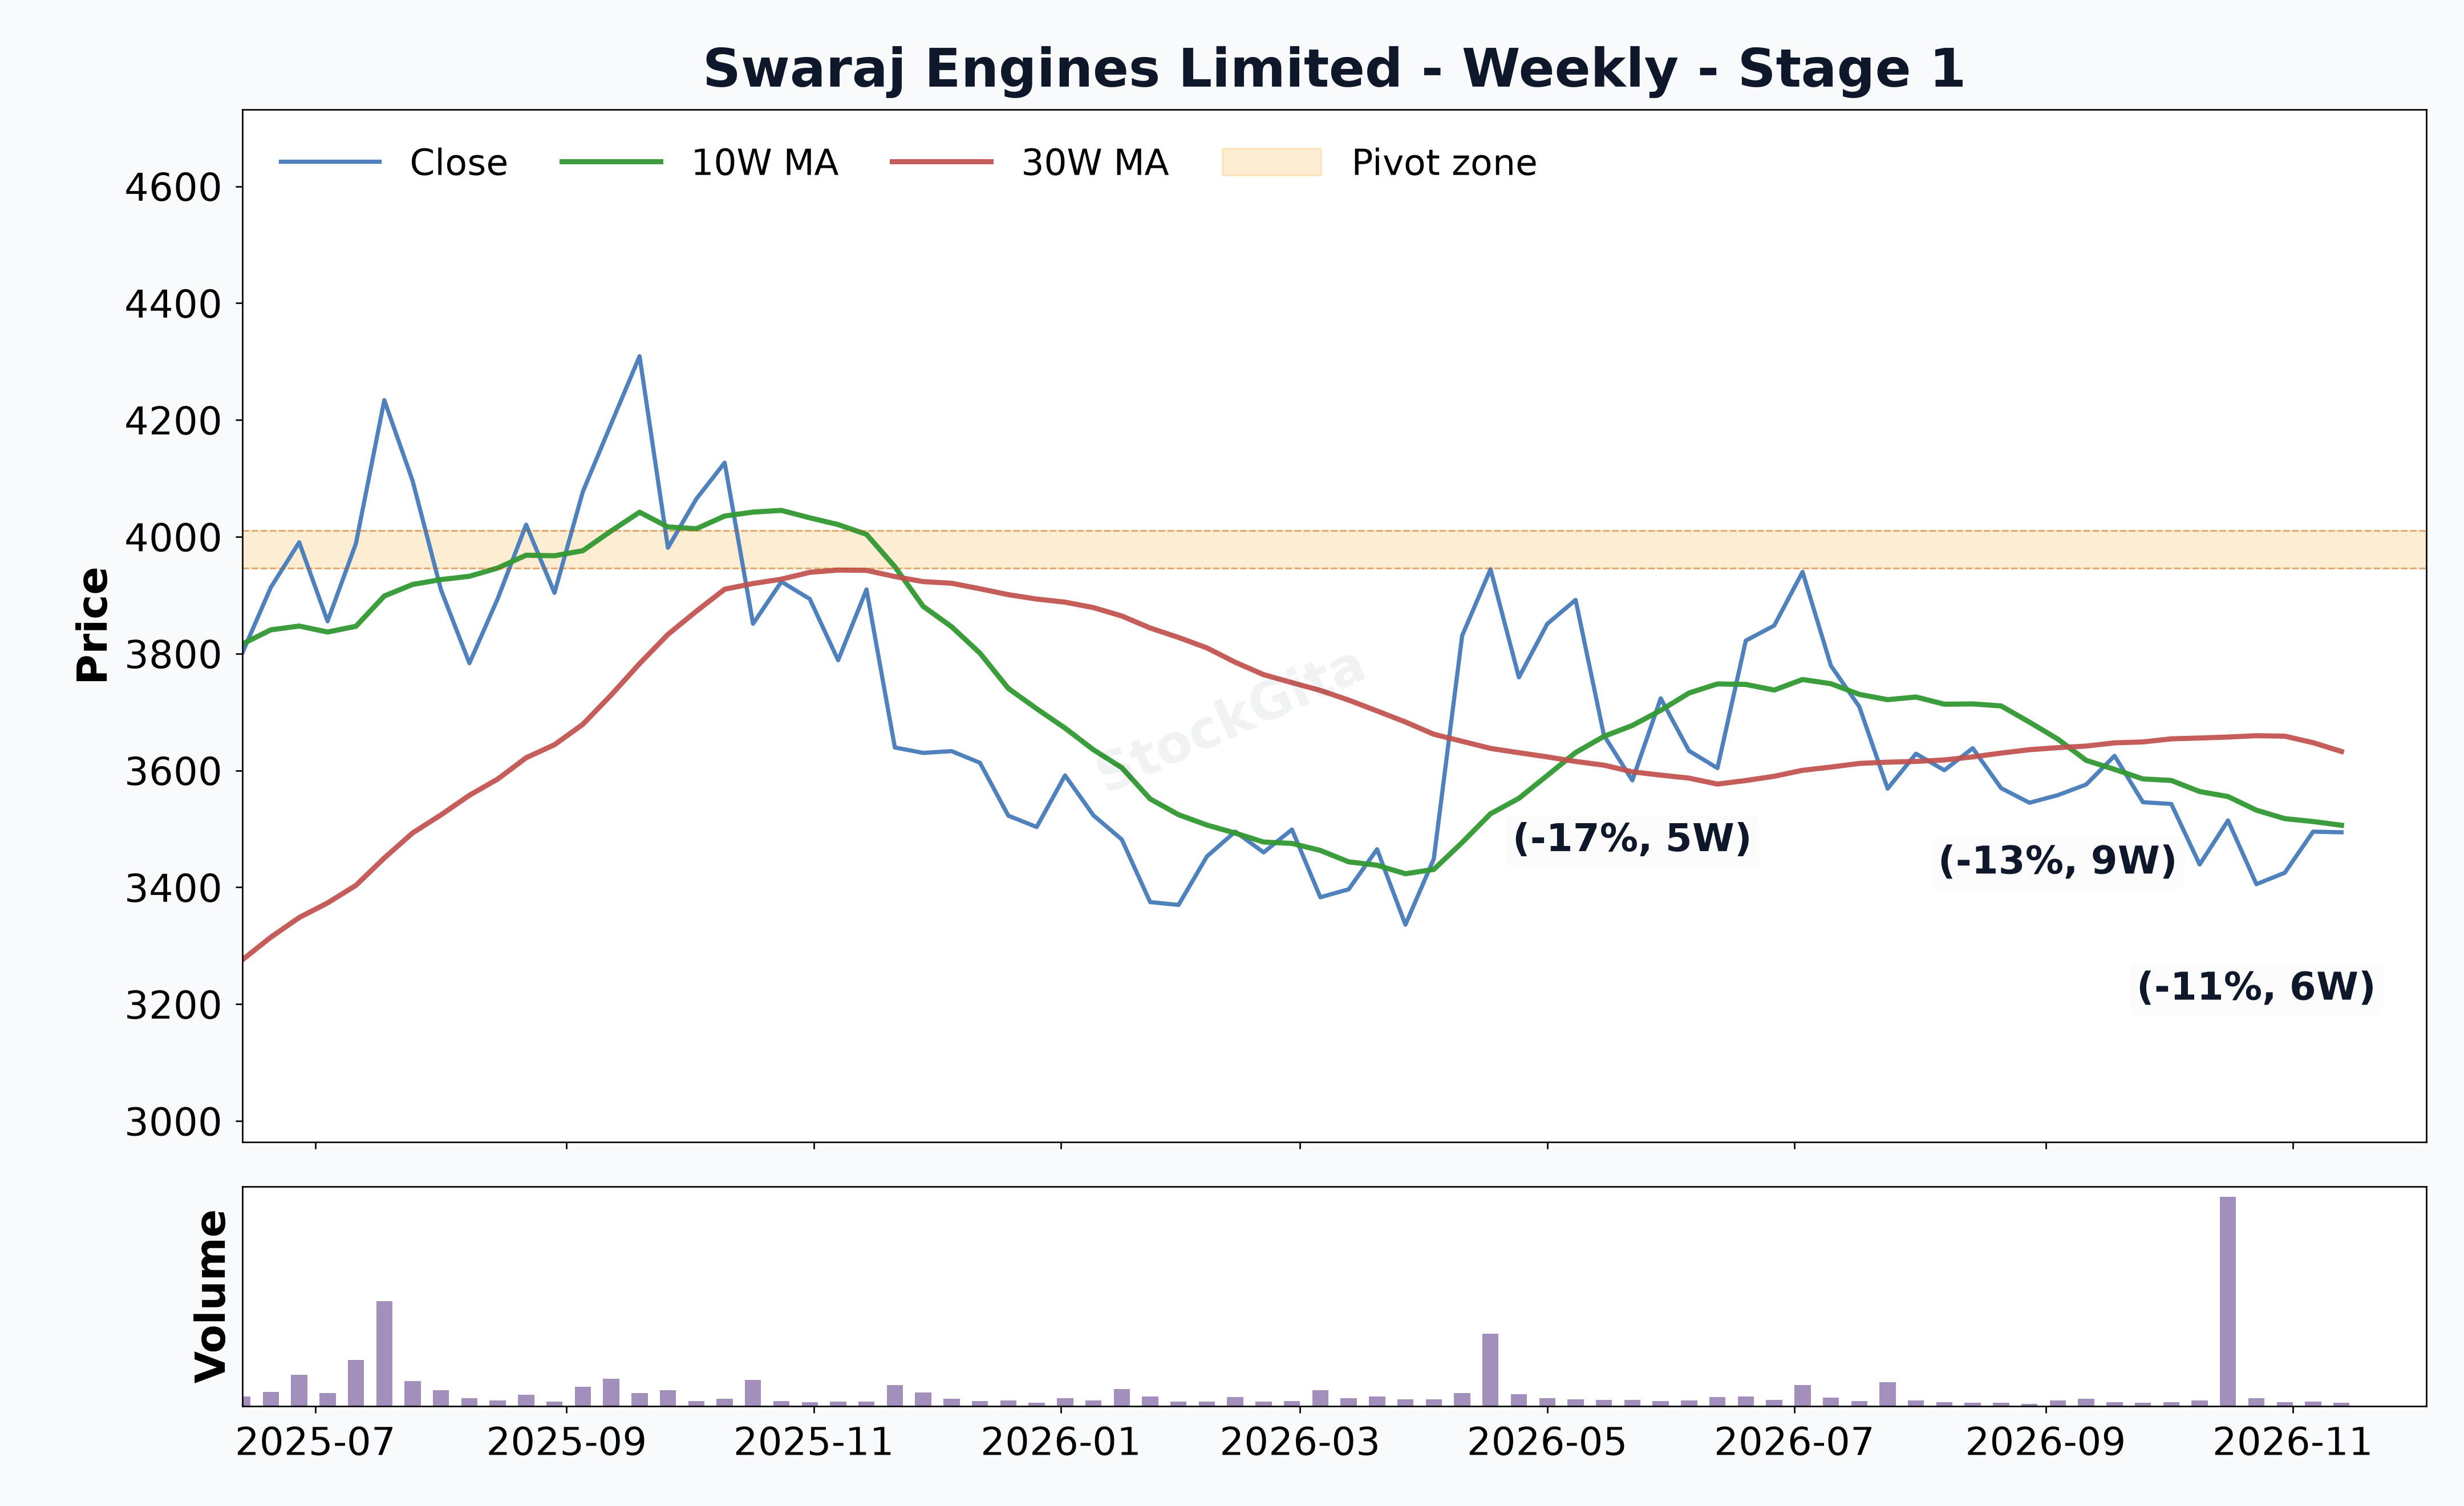 Swaraj Engines Limited - Weekly - Stage 1
Close 10W MA 30W MA Pivot zone
4600
4400
4200
4000
3800
3600
3400
3200
3000
Price
StockGita
(-17%, 5W)
(-13%, 9W)
(-11%, 6W)
Volume
2025-07 2025-09 2025-11 2026-01 2026-03 2026-05 2026-07 2026-09 2026-11